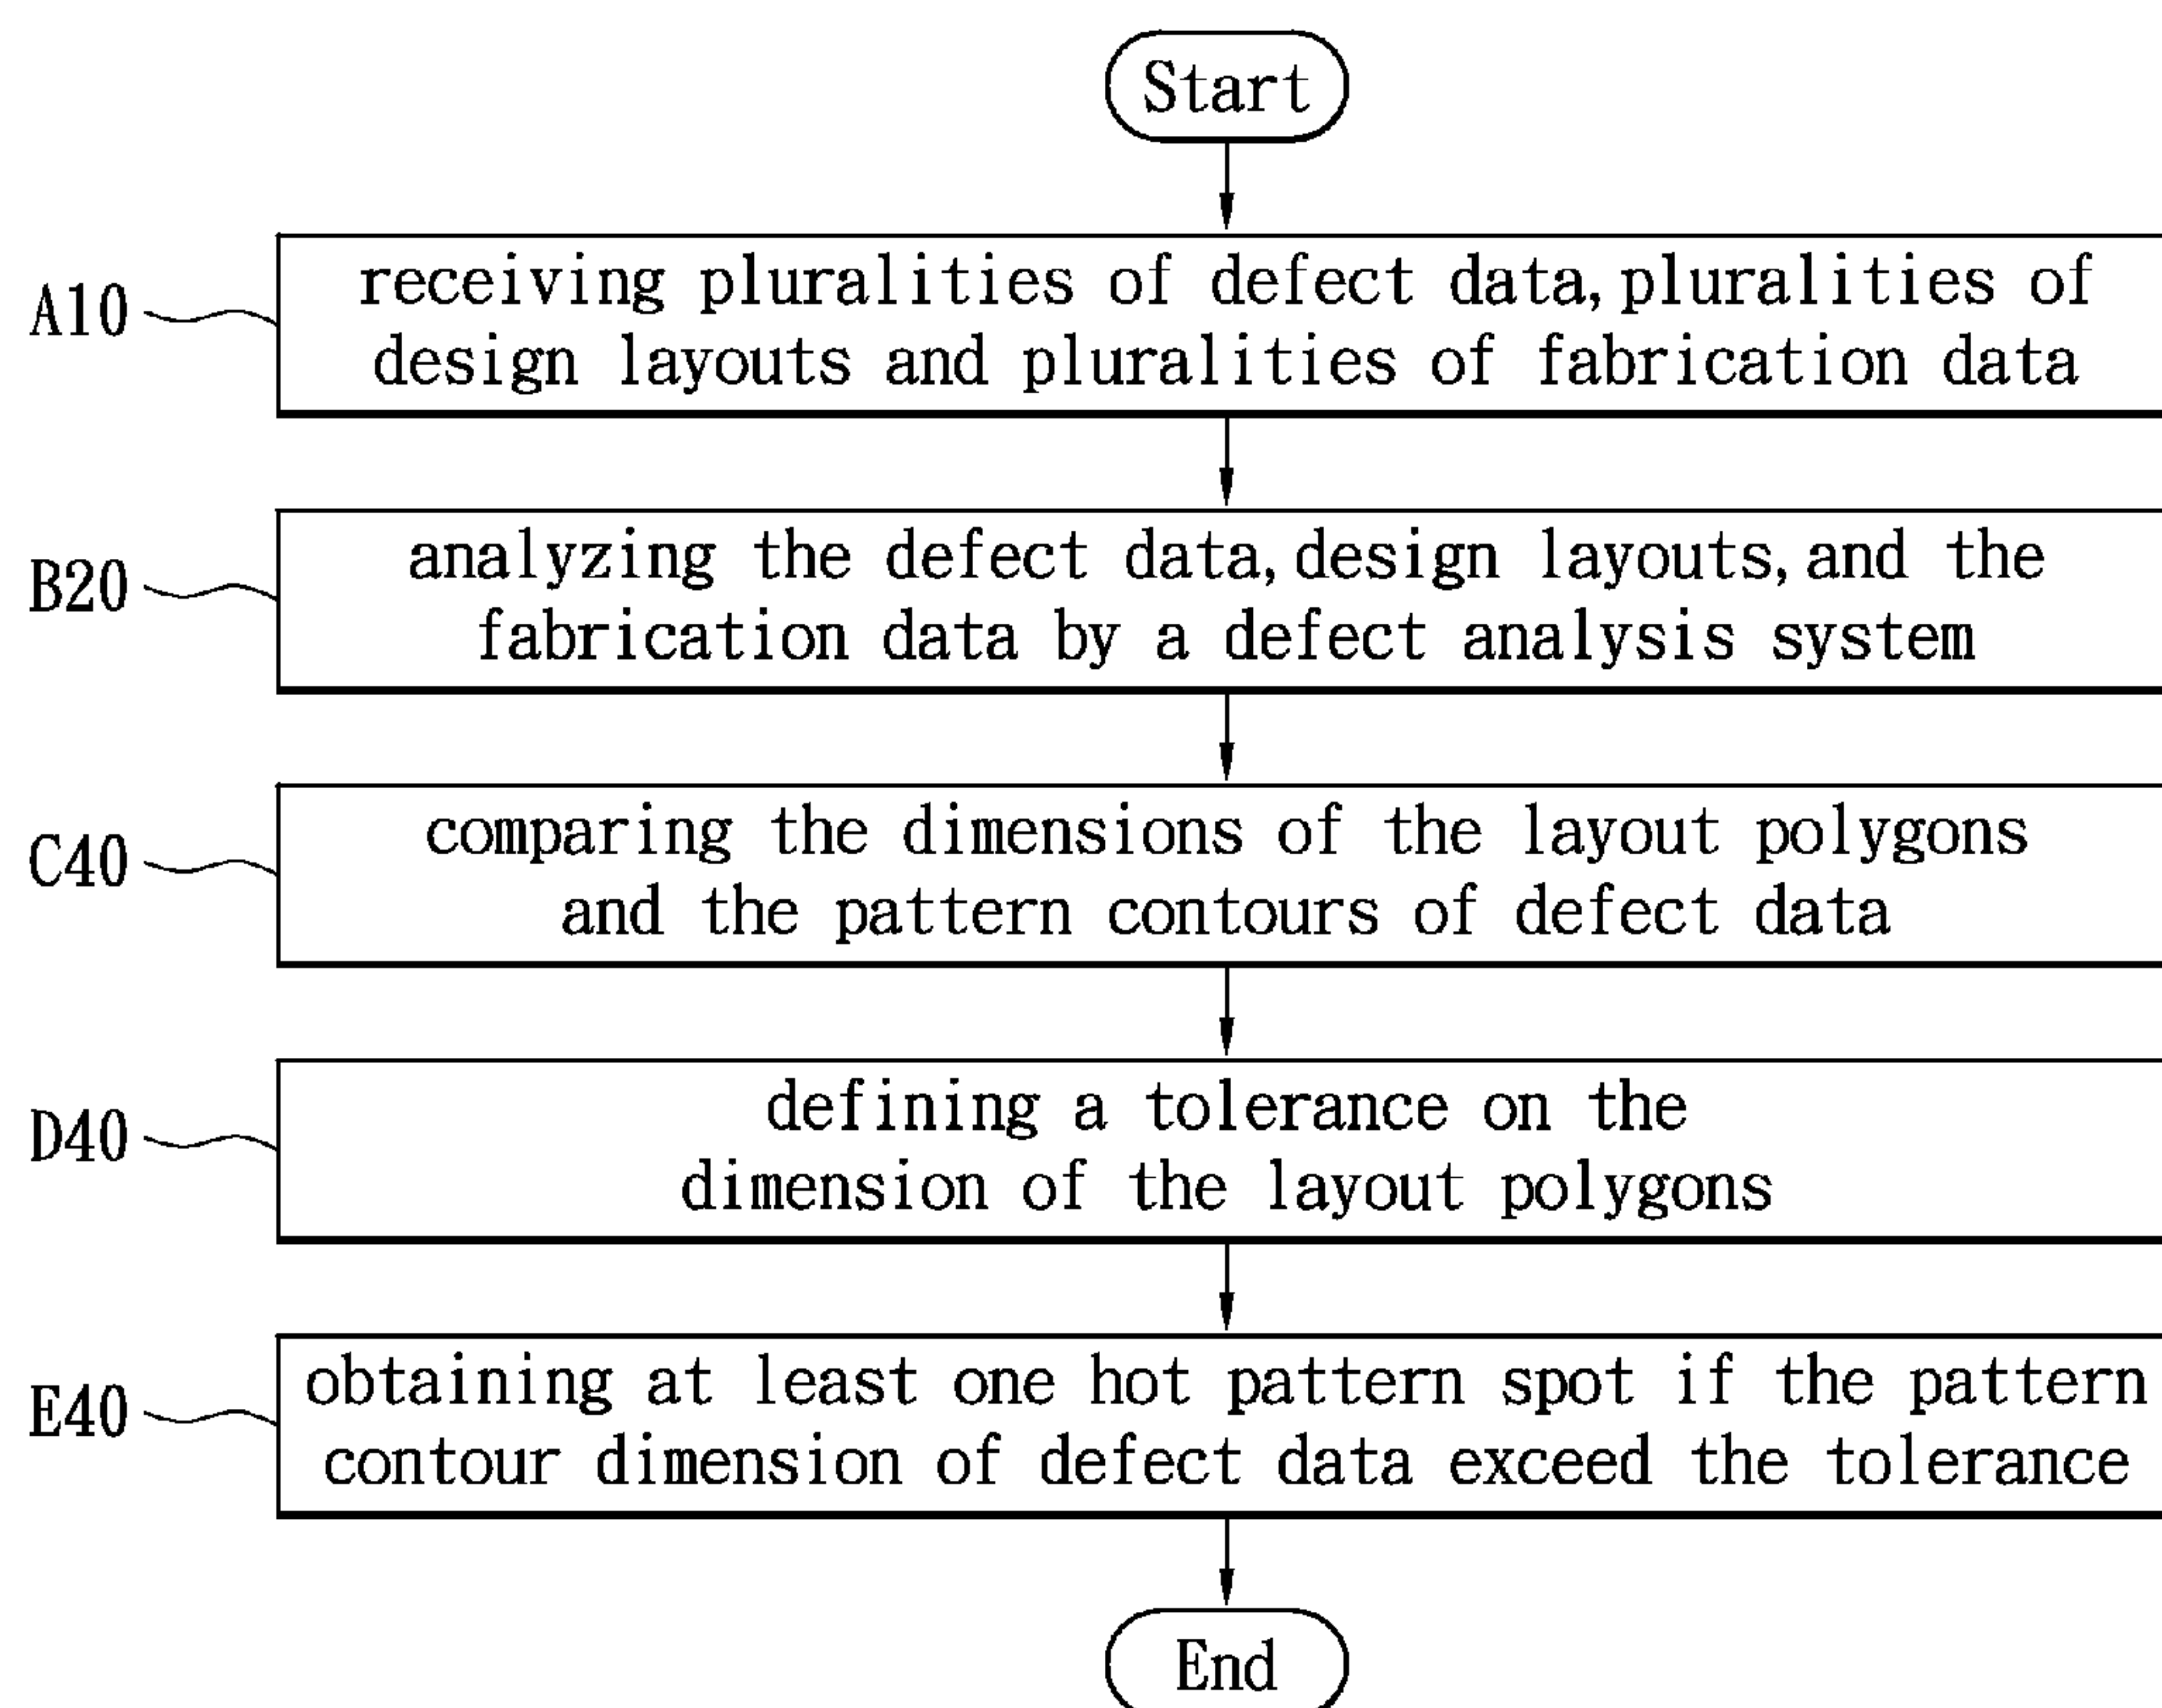 Start
A10
receiving pluralities of defect data, pluralities of
design layouts and pluralities of fabrication data
B20
analyzing the defect data, design layouts, and the
fabrication data by a defect analysis system
C40
comparing the dimensions of the layout polygons
and the pattern contours of defect data
D40
defining a tolerance on the
dimension of the layout polygons
E40
obtaining at least one hot pattern spot if the pattern
contour dimension of defect data exceed the tolerance
End